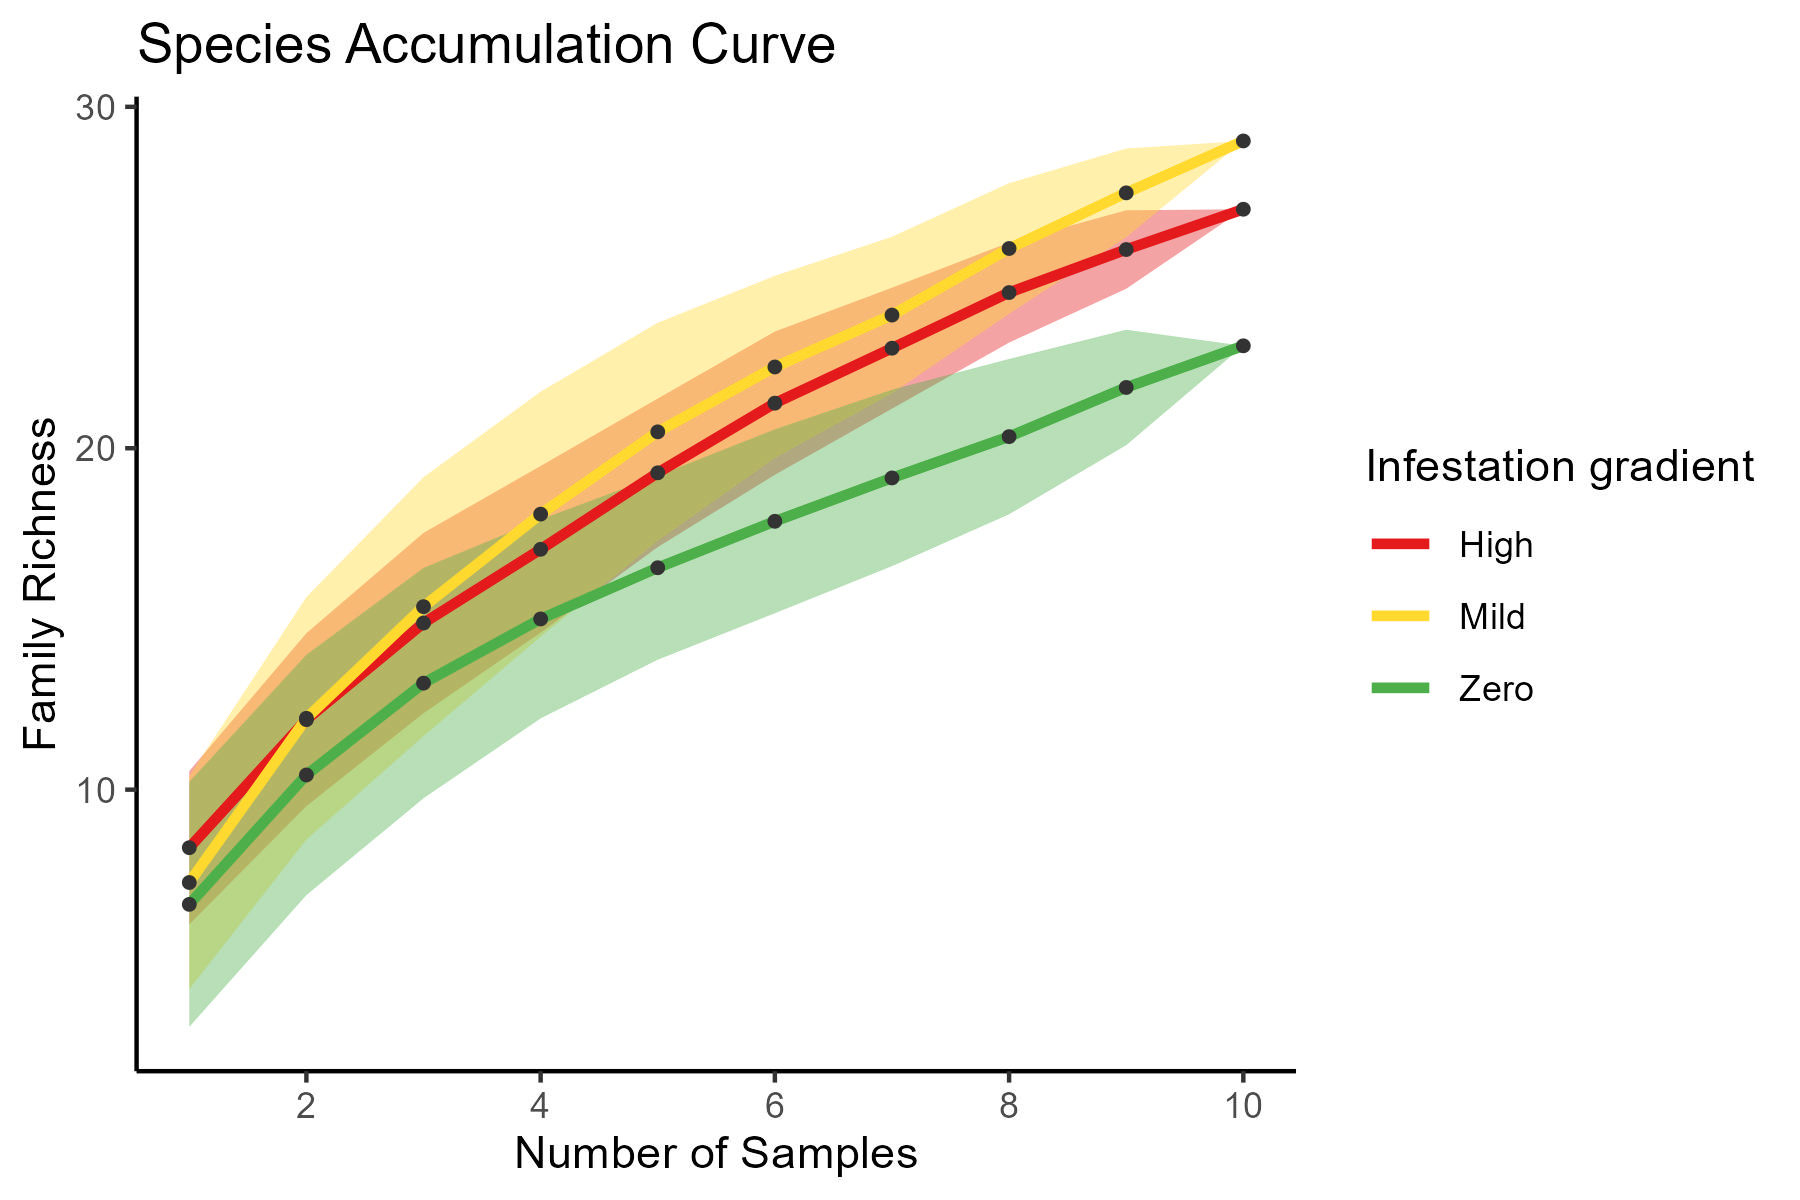 Species Accumulation Curve
30
20
10
Family Richness
2 4 6 8 10
Number of Samples
Infestation gradient
High
Mild
Zero